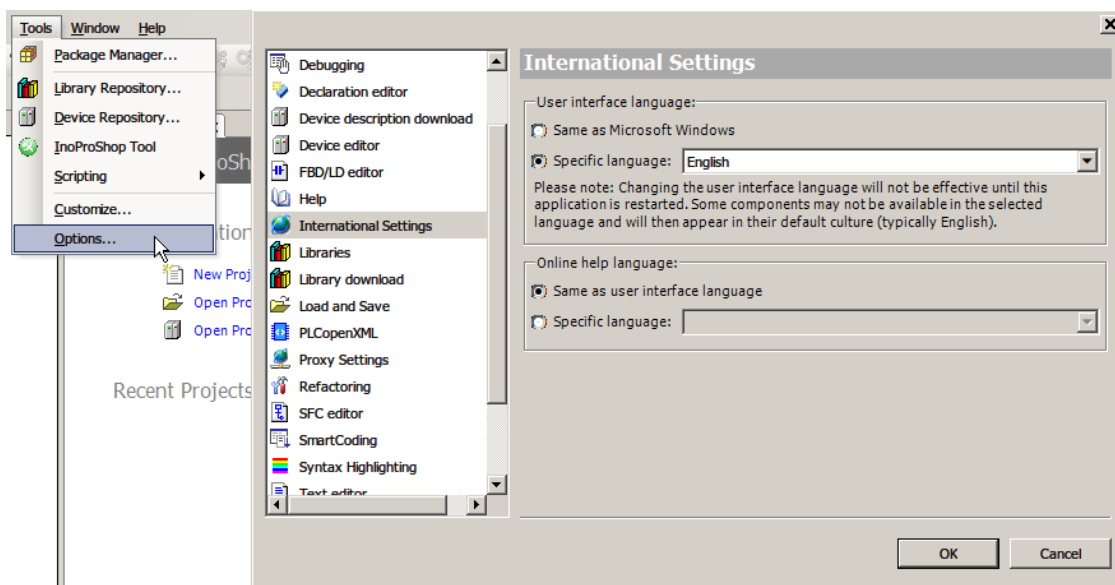 Tools Window Help
Package Manager...
Library Repository...
Device Repository...
InoProShop Tool
Scripting
Customize...
Options...
oSh
tion
New Proj
Open Pro
Open Pro
Recent Projects
Debugging
Declaration editor
Device description download
Device editor
FBD/LD editor
Help
International Settings
Libraries
Library download
Load and Save
PLCopenXML
Proxy Settings
Refactoring
SFC editor
SmartCoding
Syntax Highlighting
Text editor
International Settings
User interface language:
Same as Microsoft Windows
Specific language: English
Please note: Changing the user interface language will not be effective until this
application is restarted. Some components may not be available in the selected
language and will then appear in their default culture (typically English).
Online help language:
Same as user interface language
Specific language:
OK Cancel